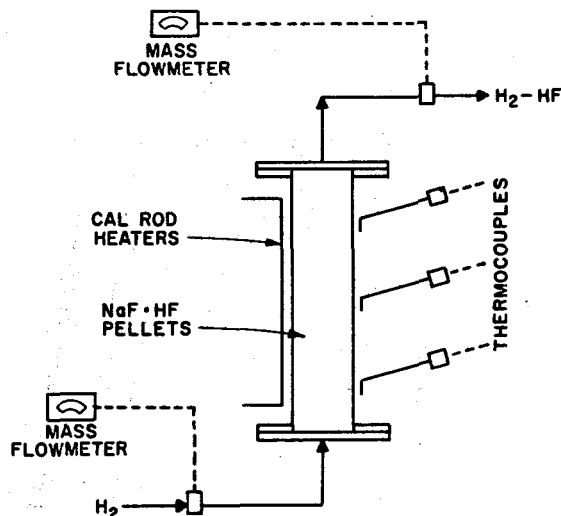 MASS
FLOWMETER
H₂-HF
CAL ROD
HEATERS
THERMOCOUPLES
NaF·HF
PELLETS
MASS
FLOWMETER
H₂